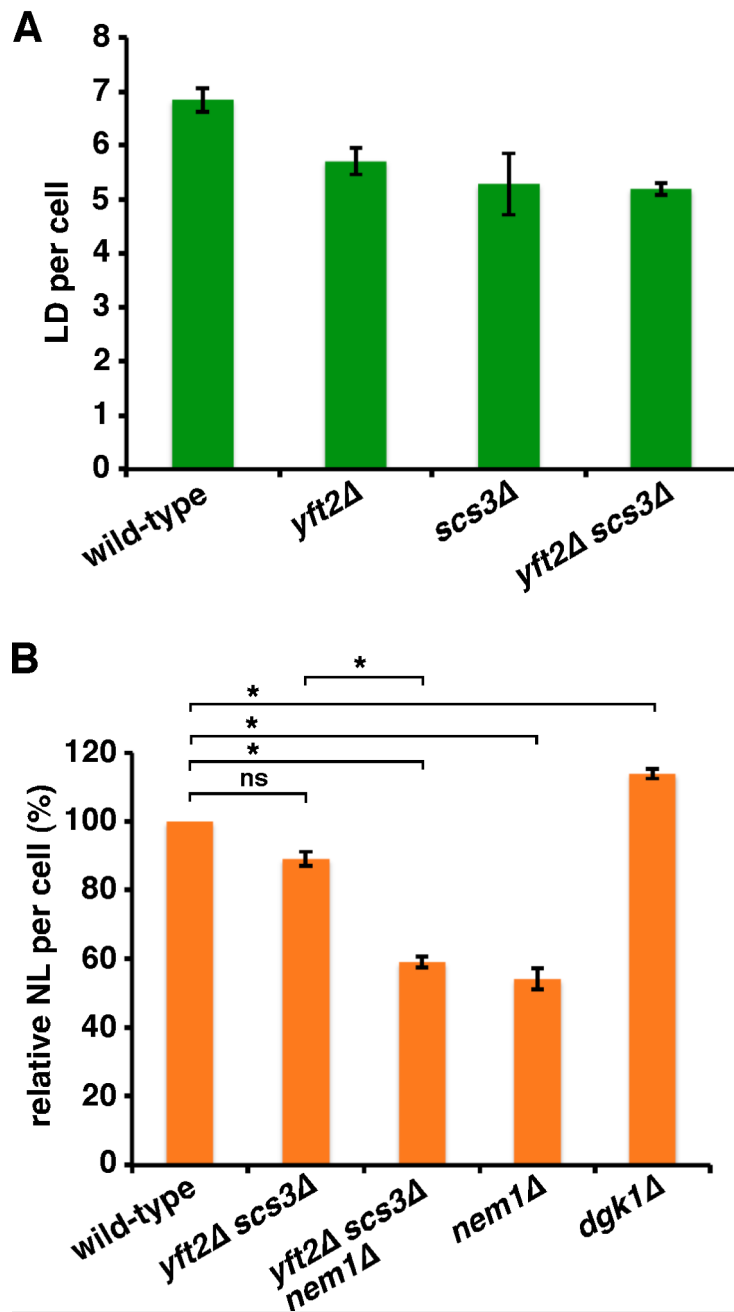 A
8
7
6
5
4
3
2
1
0
LD per cell
wild-type
yft2Δ
scs3Δ
yft2Δ scs3Δ
B
*
*
*
*
ns
120
100
80
60
40
20
0
relative NL per cell (%)
wild-type
yft2Δ scs3Δ
yft2Δ scs3Δ
nem1Δ
nem1Δ
dgk1Δ